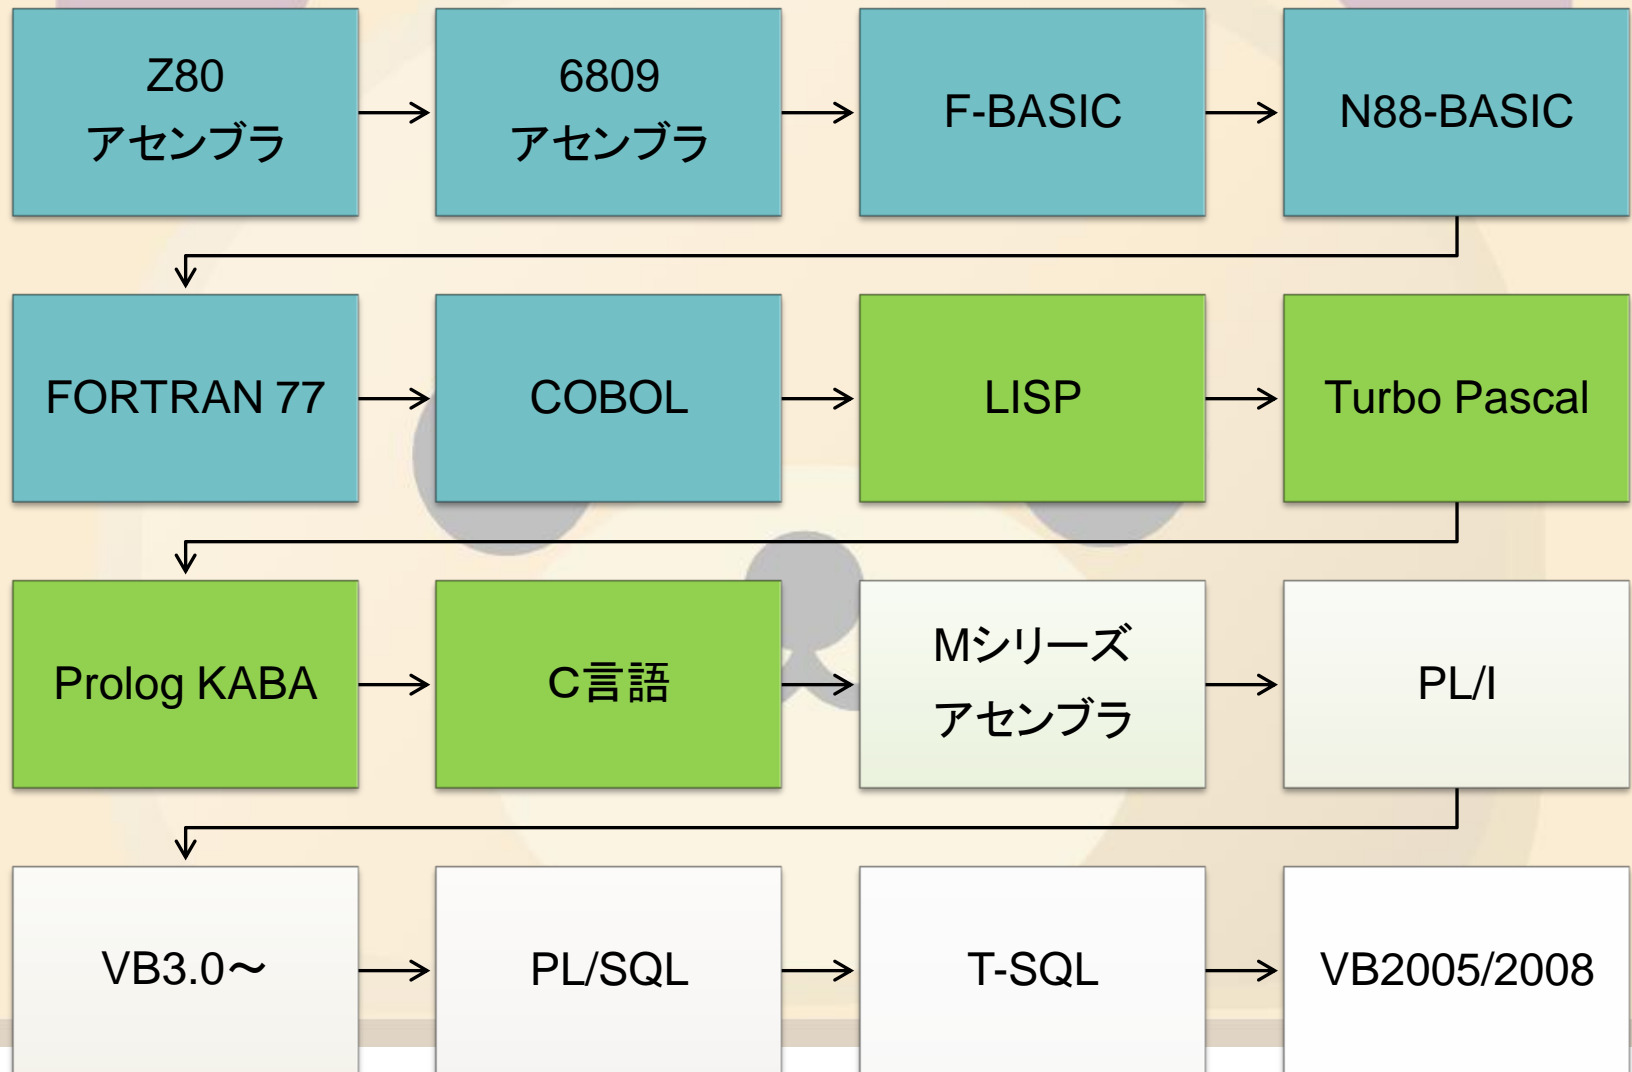 Z80
アセンブラ
6809
アセンブラ
F-BASIC
N88-BASIC
FORTRAN 77
COBOL
LISP
Turbo Pascal
Prolog KABA
C言語
Mシリーズ
アセンブラ
PL/I
VB3.0～
PL/SQL
T-SQL
VB2005/2008